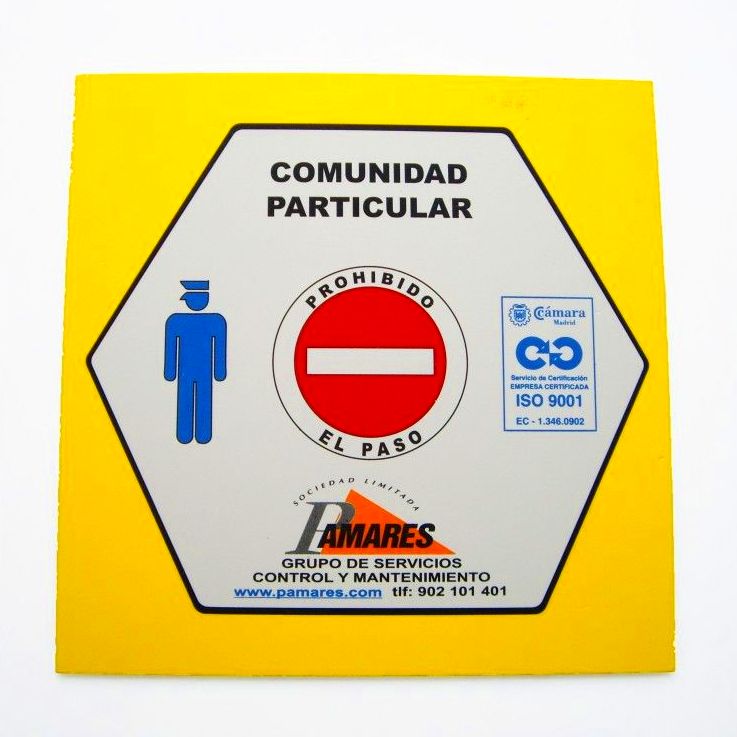 COMUNIDAD
PARTICULAR
PROHIBIDO
EL PASO
Cámara
Madrid
Servicio de Certificación
EMPRESA CERTIFICADA
ISO 9001
EC - 1.346.0902
SOCIEDAD LIMITADA
PAMARES
GRUPO DE SERVICIOS
CONTROL Y MANTENIMIENTO
www.pamares.com tlf: 902 101 401